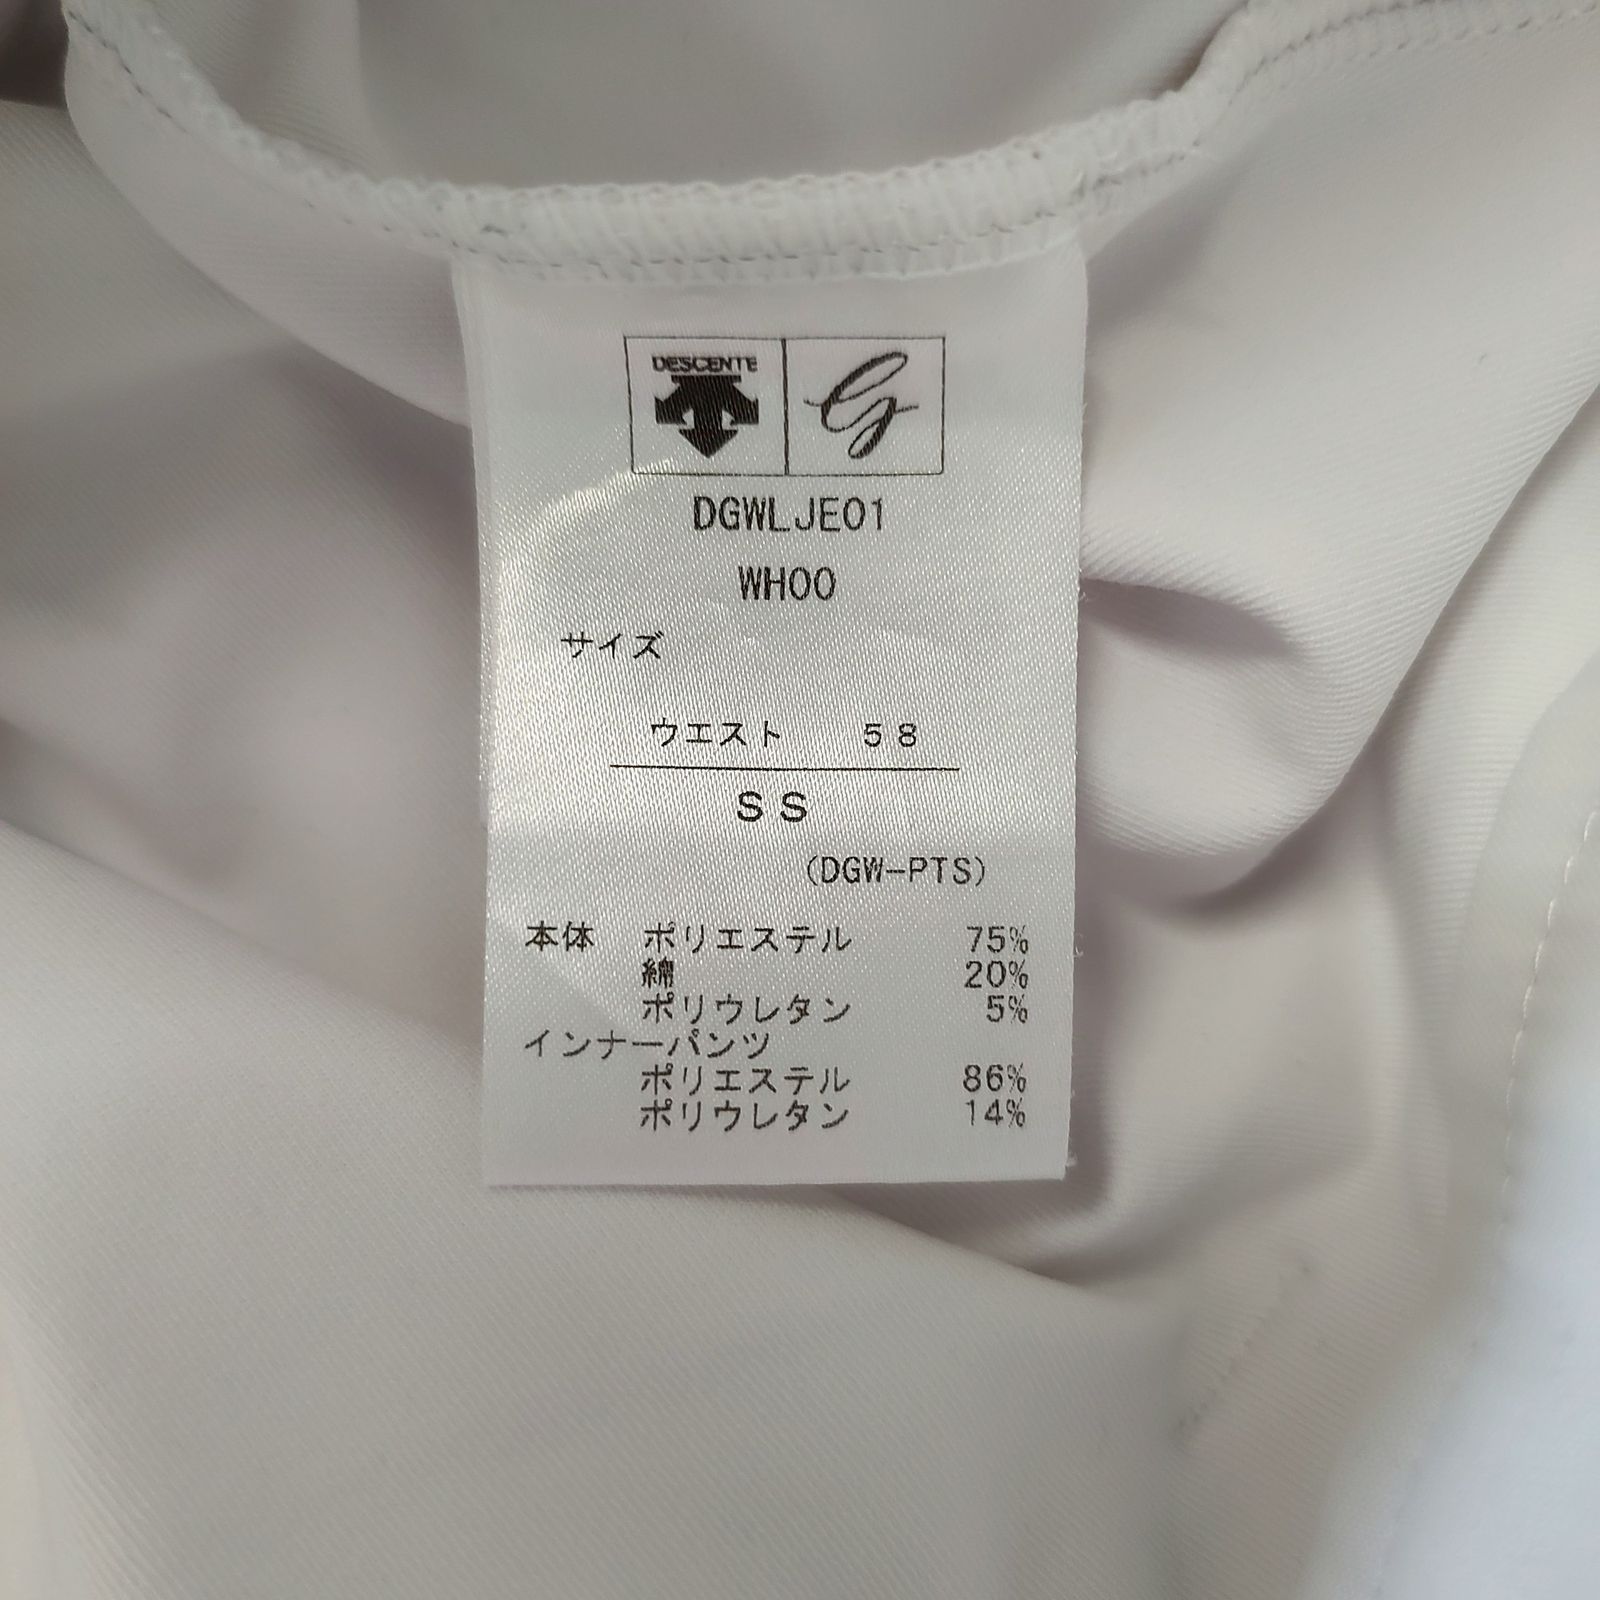 DESCENTE G
DGWLJE01
WH00
サイズ
ウエスト 58
SS
(DGW-PTS)
本体 ポリエステル 75%
綿 20%
ポリウレタン 5%
インナーパンツ
ポリエステル 86%
ポリウレタン 14%